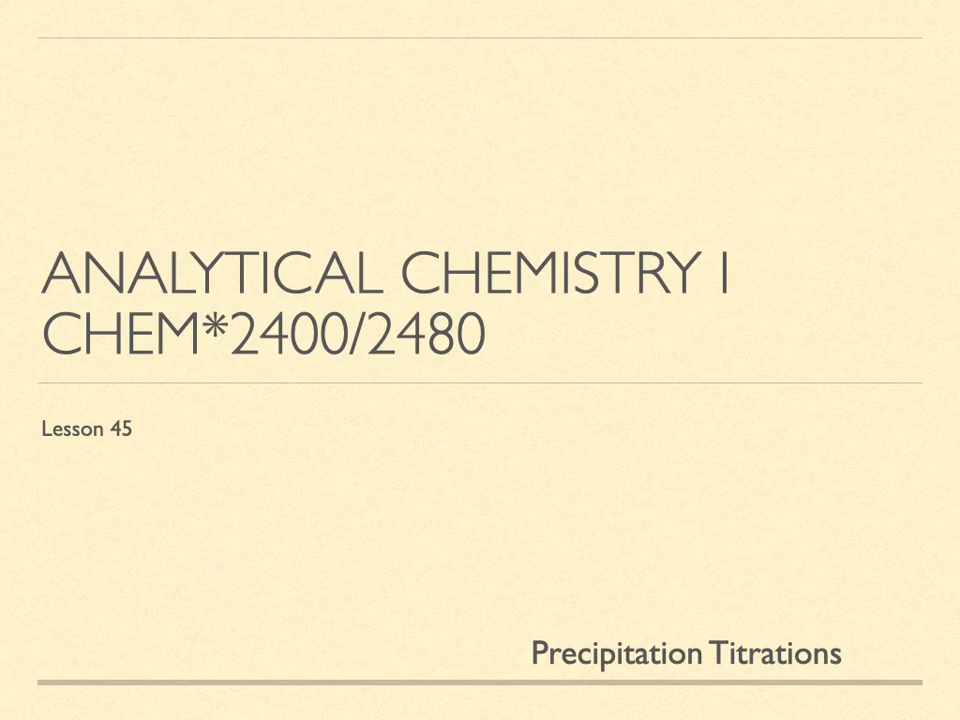 ANALYTICAL CHEMISTRY I
CHEM*2400/2480
Lesson 45
Precipitation Titrations